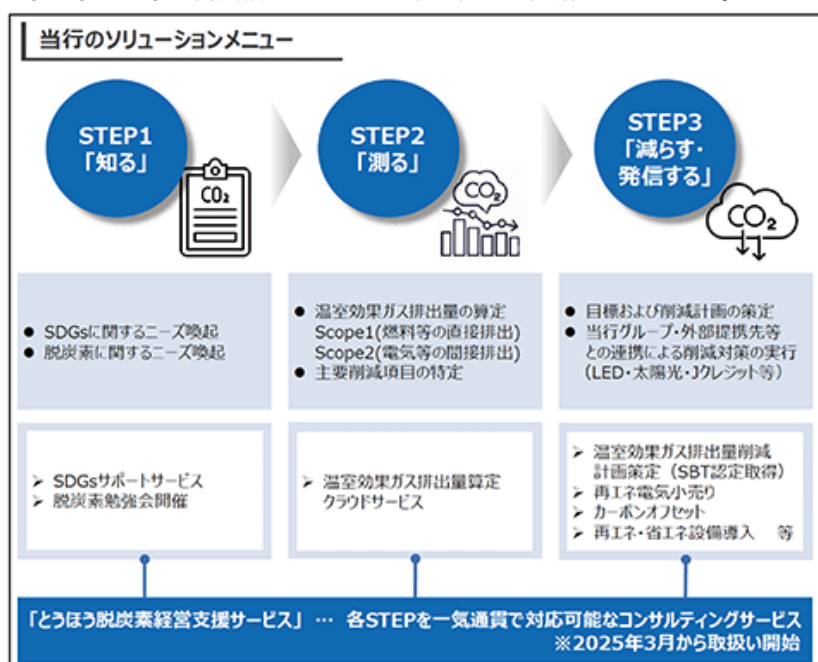 当行のソリューションメニュー
STEP1
「知る」
CO₂
STEP2
「測る」
CO₂
STEP3
「減らす・
発信する」
CO₂
● SDGsに関するニーズ喚起
● 脱炭素に関するニーズ喚起
● 温室効果ガス排出量の算定
Scope1(燃料等の直接排出)
Scope2(電気等の間接排出)
● 主要削減項目の特定
● 目標および削減計画の策定
● 当行グループ・外部提携先等
との連携による削減対策の実行
(LED・太陽光・Jクレジット等)
➢ SDGsサポートサービス
➢ 脱炭素勉強会開催
➢ 温室効果ガス排出量算定
クラウドサービス
➢ 温室効果ガス排出量削減
計画策定（SBT認定取得）
➢ 再エネ電気小売り
➢ カーボンオフセット
➢ 再エネ・省エネ設備導入　等
「とうほう脱炭素経営支援サービス」 … 各STEPを一気通貫で対応可能なコンサルティングサービス
※2025年3月から取扱い開始